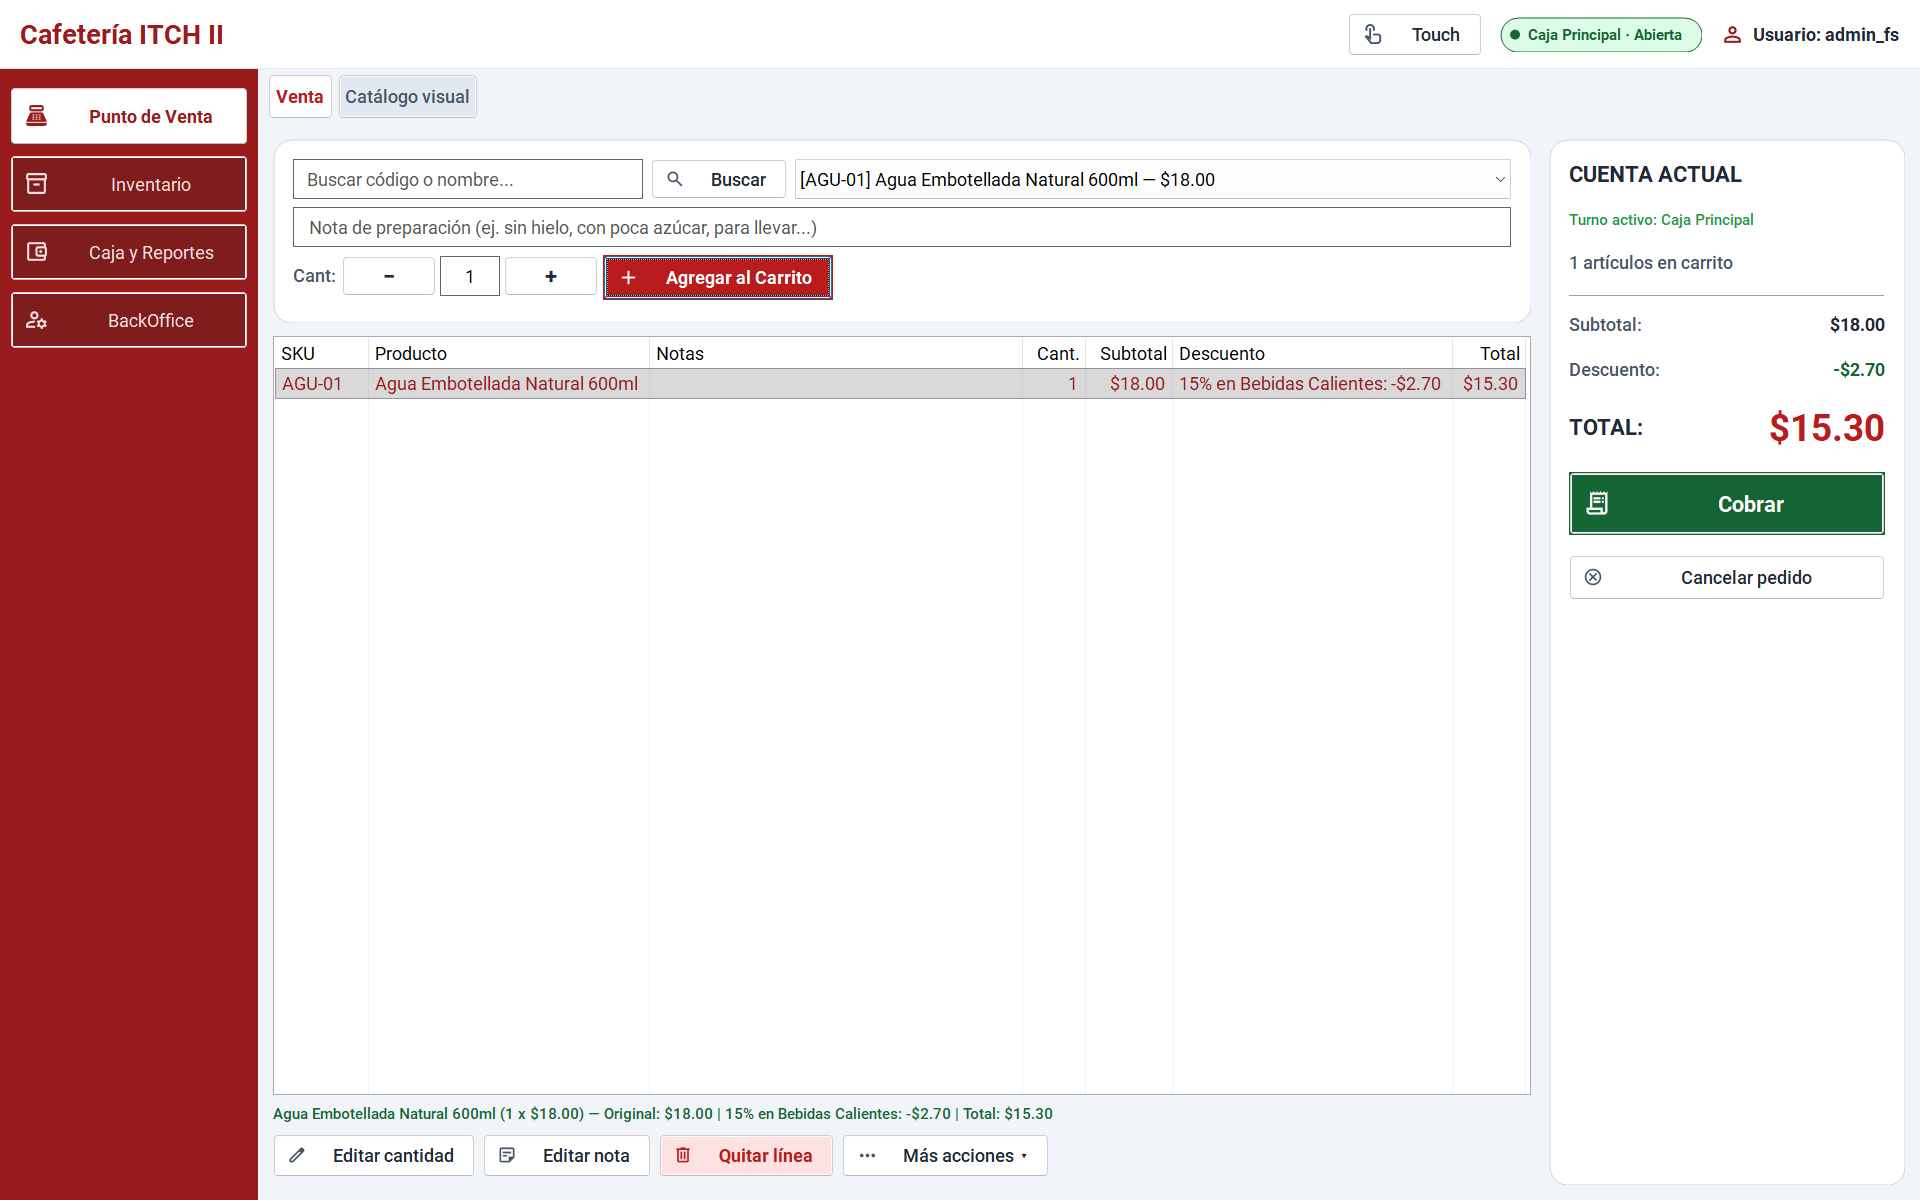 Cafetería ITCH II
Touch
Caja Principal · Abierta
Usuario: admin_fs
Punto de Venta
Inventario
Caja y Reportes
BackOffice
Venta
Catálogo visual
Buscar código o nombre...
Buscar
[AGU-01] Agua Embotellada Natural 600ml — $18.00
Nota de preparación (ej. sin hielo, con poca azúcar, para llevar...)
Cant:
−
1
+
Agregar al Carrito
SKU Producto Notas Cant. Subtotal Descuento Total
AGU-01 Agua Embotellada Natural 600ml 1 $18.00 15% en Bebidas Calientes: -$2.70 $15.30
Agua Embotellada Natural 600ml (1 x $18.00) — Original: $18.00 | 15% en Bebidas Calientes: -$2.70 | Total: $15.30
Editar cantidad
Editar nota
Quitar línea
Más acciones
CUENTA ACTUAL
Turno activo: Caja Principal
1 artículos en carrito
Subtotal: $18.00
Descuento: -$2.70
TOTAL: $15.30
Cobrar
Cancelar pedido